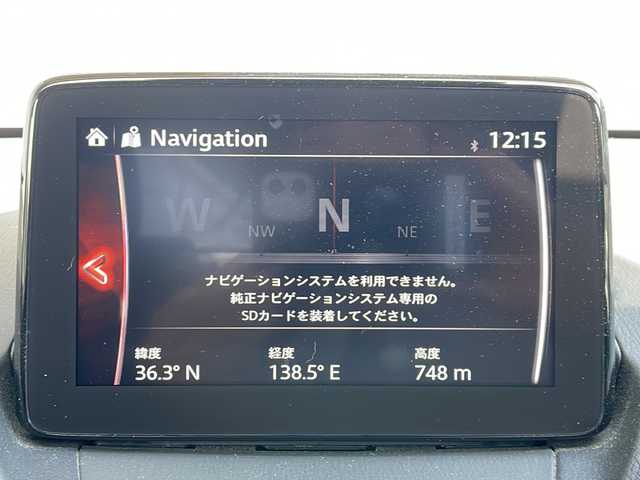 Navigation
12:15
W NW N NE E
ナビゲーションシステムを利用できません。
純正ナビゲーションシステム専用の
SDカードを装着してください。
緯度 経度 高度
36.3° N 138.5° E 748 m